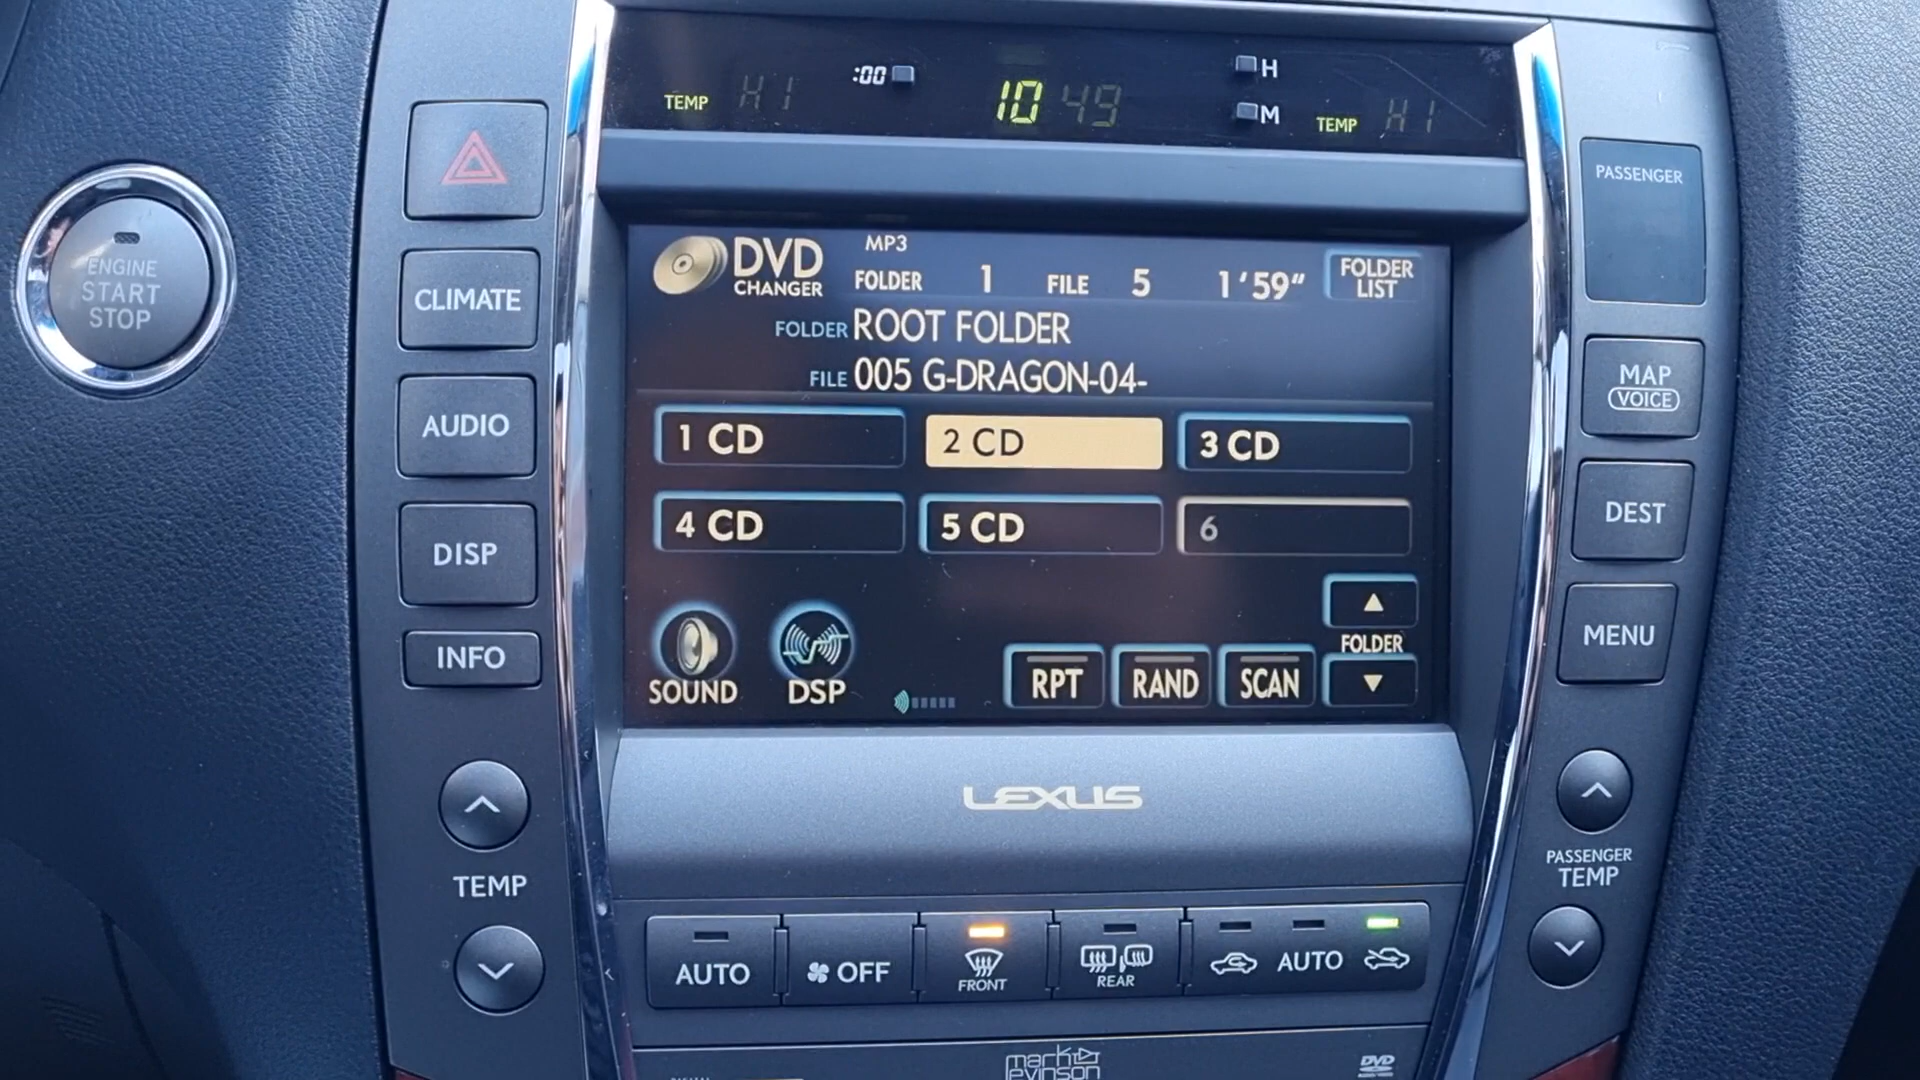 :00 10 49 H
M
TEMP HI TEMP HI
ENGINE
START
STOP
CLIMATE
AUDIO
DISP
INFO
TEMP
DVD
CHANGER
MP3
FOLDER 1 FILE 5 1'59"
FOLDER
LIST
FOLDER ROOT FOLDER
FILE 005 G-DRAGON-04-
1 CD 2 CD 3 CD
4 CD 5 CD 6
SOUND DSP RPT RAND SCAN FOLDER
LEXUS
PASSENGER
MAP
VOICE
DEST
MENU
PASSENGER
TEMP
AUTO OFF FRONT REAR AUTO
mark
levinson
DVD